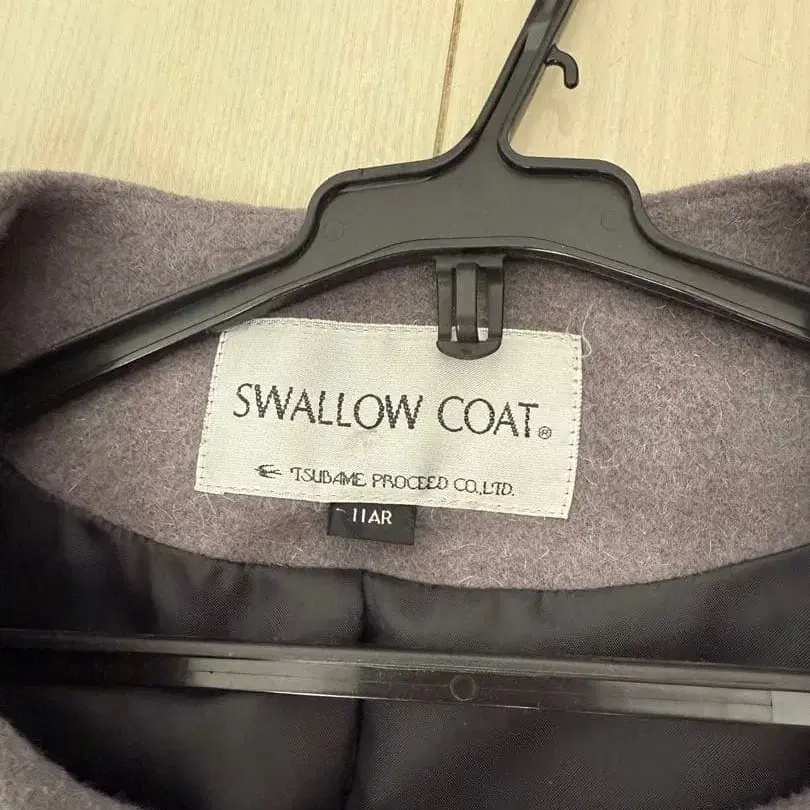 SWALLOW COAT®
TSUBAME PROCEED CO.,LTD.
11AR